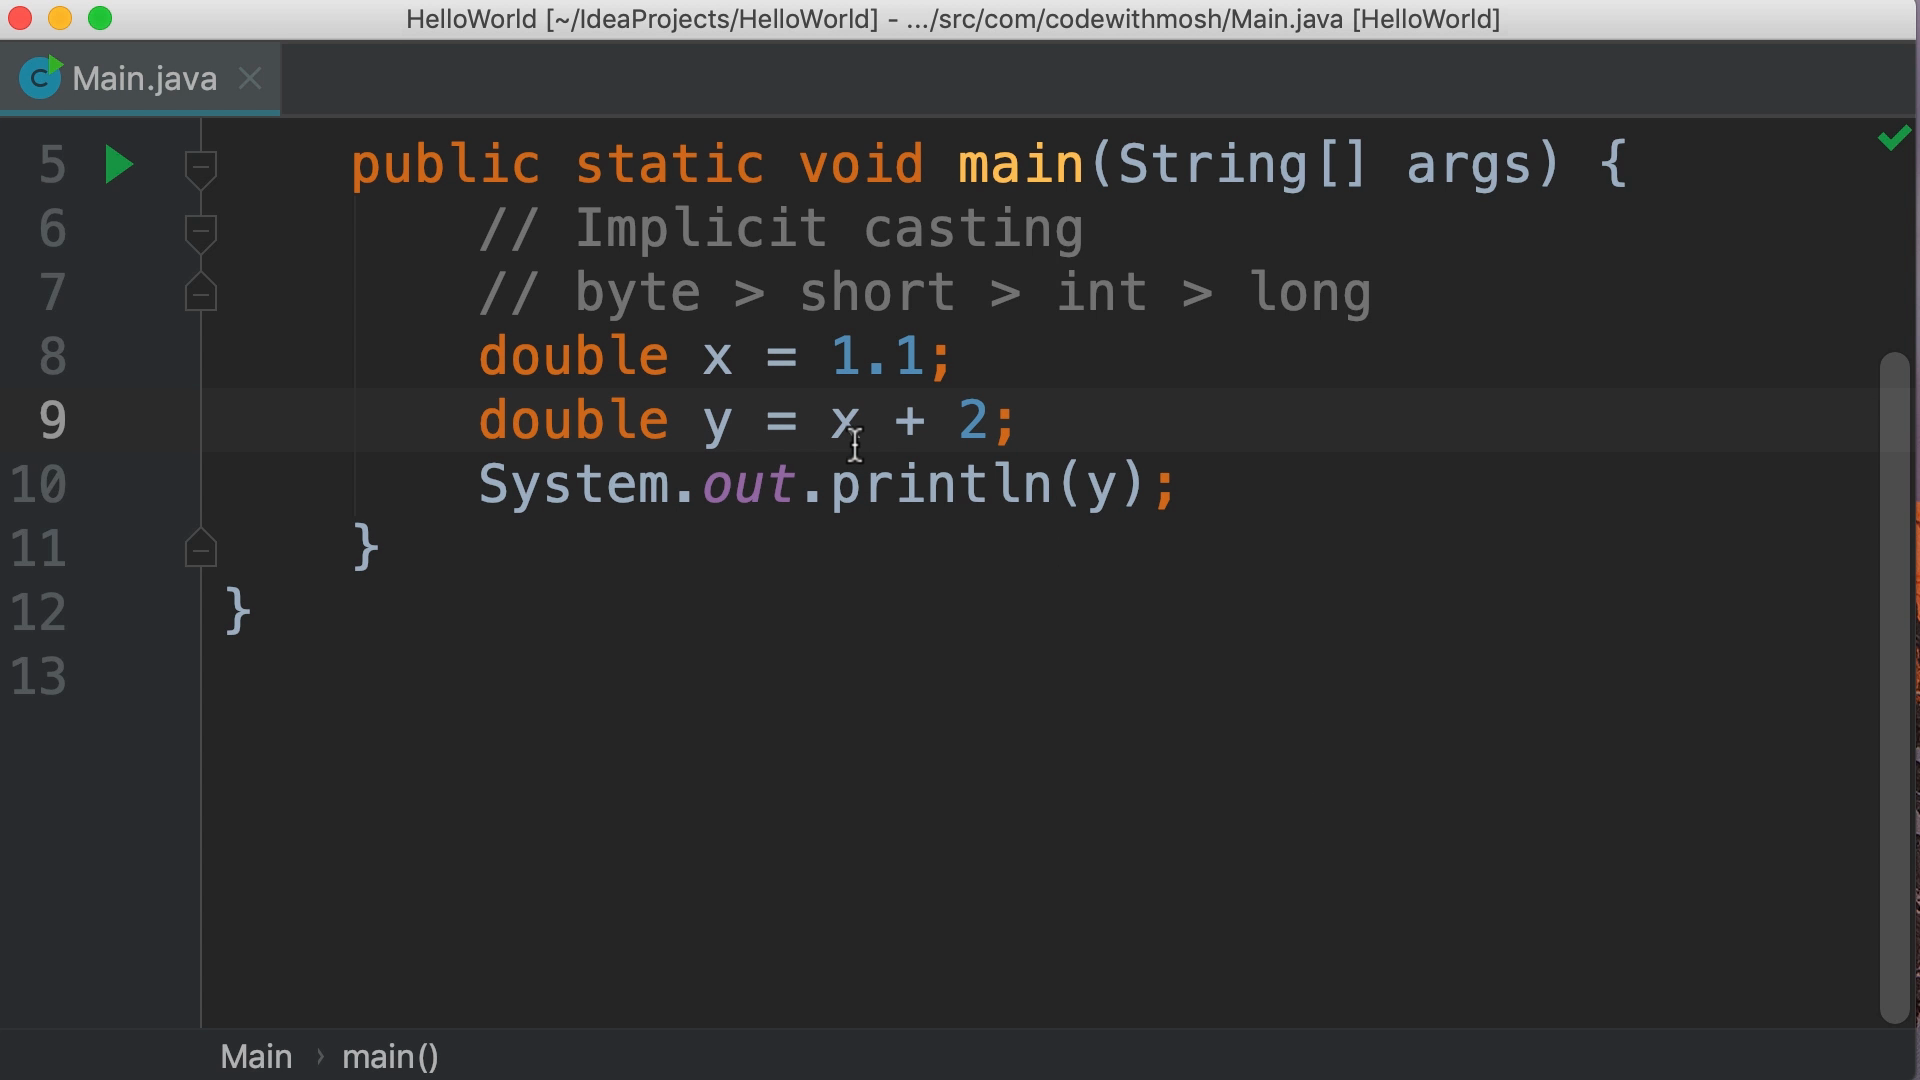 HelloWorld [~/IdeaProjects/HelloWorld] - .../src/com/codewithmosh/Main.java [HelloWorld]
C Main.java
5 public static void main(String[] args) {
6 // Implicit casting
7 // byte > short > int > long
8 double x = 1.1;
9 double y = x + 2;
10 System.out.println(y);
11 }
12 }
13
Main › main()